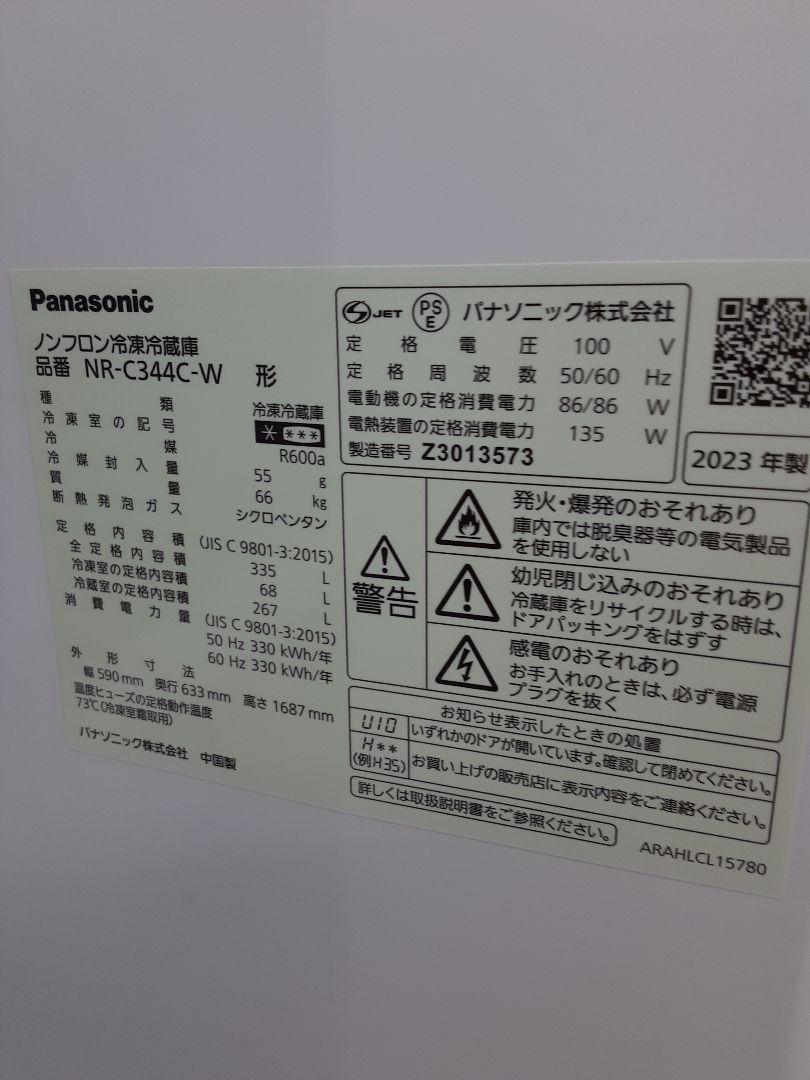 Panasonic
ノンフロン冷凍冷蔵庫
品番 NR-C344C-W 形
種類 冷凍冷蔵庫
冷凍室の記号 * ***
冷媒 R600a
冷媒封入量 55 g
質量 66 kg
断熱発泡ガス シクロペンタン
定格内容積 (JIS C 9801-3:2015)
全定格内容積 335 L
冷凍室の定格内容積 68 L
冷蔵室の定格内容積 267 L
消費電力量 (JIS C 9801-3:2015)
50 Hz 330 kWh/年
60 Hz 330 kWh/年
外形寸法
幅 590 mm 奥行 633 mm 高さ 1687 mm
温度ヒューズの定格動作温度
73℃(冷凍室霜取用)
パナソニック株式会社 中国製
JET PSE パナソニック株式会社
定格電圧 100 V
定格周波数 50/60 Hz
電動機の定格消費電力 86/86 W
電熱装置の定格消費電力 135 W
製造番号 Z3013573
2023 年製
警告
発火・爆発のおそれあり
庫内では脱臭器等の電気製品
を使用しない
幼児閉じ込みのおそれあり
冷蔵庫をリサイクルする時は、
ドアパッキングをはずす
感電のおそれあり
お手入れのときは、必ず電源
プラグを抜く
お知らせ表示したときの処置
U10 いずれかのドアが開いています。確認して閉めてください。
H** (例H35) お買い上げの販売店に表示内容をご連絡ください。
詳しくは取扱説明書をご参照ください。
ARAHLCL15780